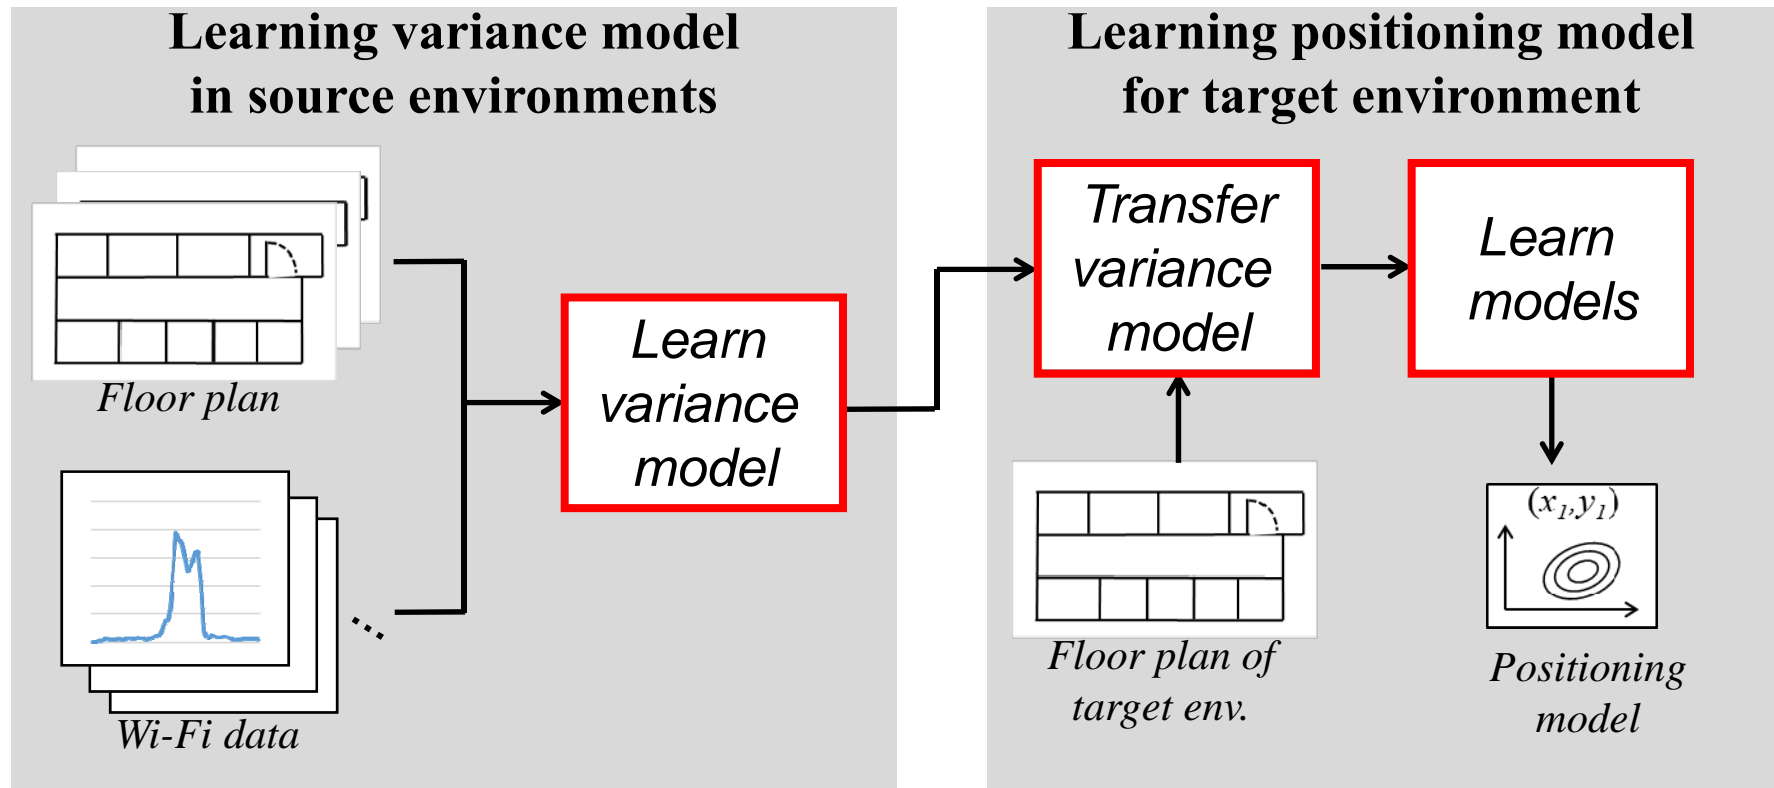 Learning variance model
in source environments
Floor plan
Wi-Fi data
Learn
variance
model
Learning positioning model
for target environment
Transfer
variance
model
Learn
models
Floor plan of
target env.
(x1,y1)
Positioning
model